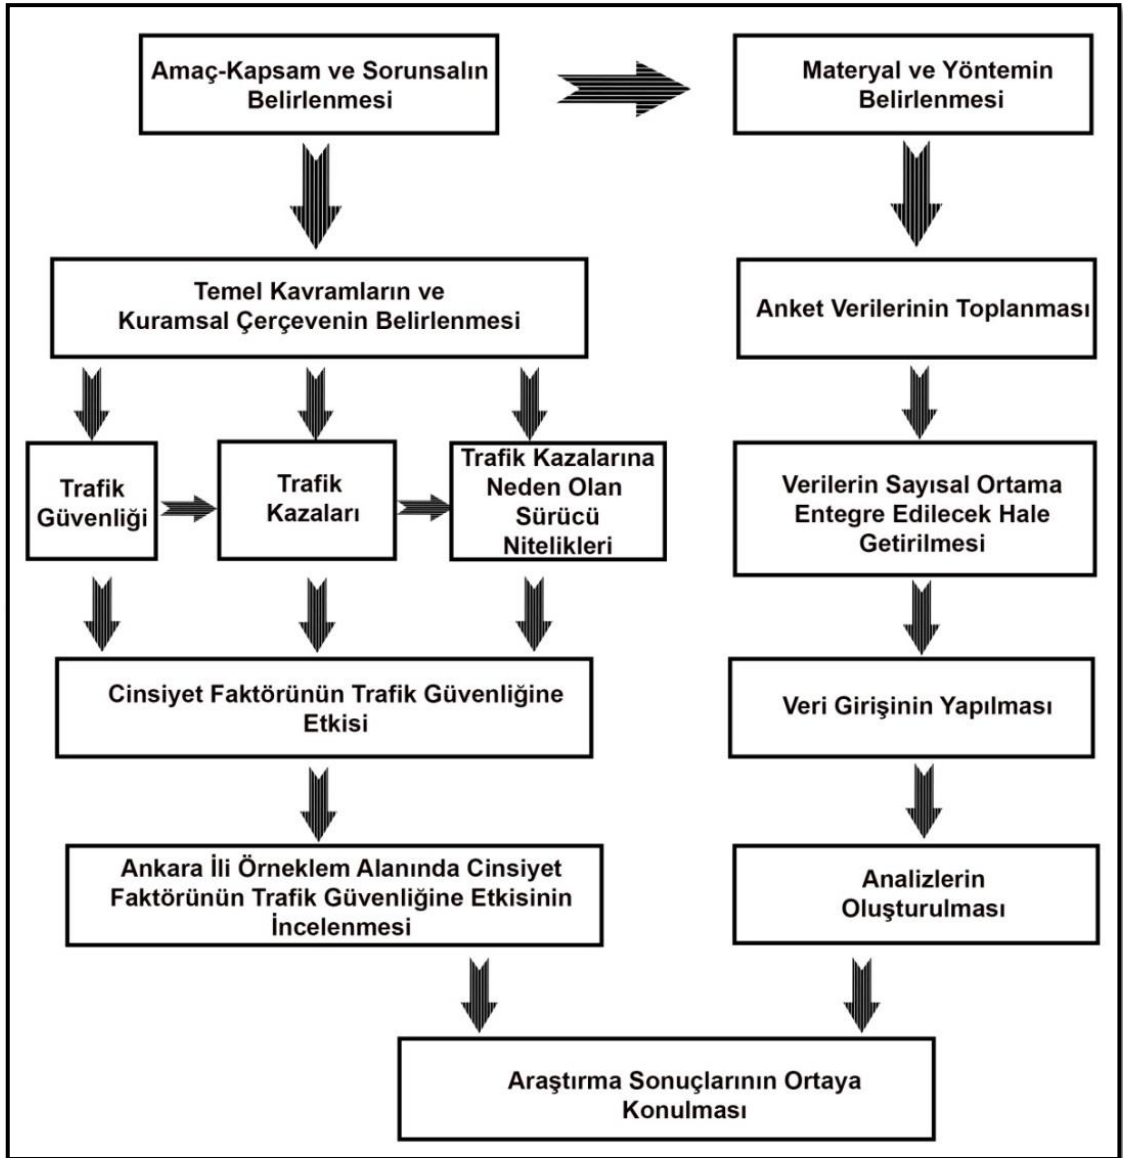 Amaç-Kapsam ve Sorunsalın
Belirlenmesi
Materyal ve Yöntemin
Belirlenmesi
Temel Kavramların ve
Kuramsal Çerçevenin Belirlenmesi
Anket Verilerinin Toplanması
Trafik
Güvenliği
Trafik
Kazaları
Trafik Kazalarına
Neden Olan
Sürücü
Nitelikleri
Verilerin Sayısal Ortama
Entegre Edilecek Hale
Getirilmesi
Cinsiyet Faktörünün Trafik Güvenliğine
Etkisi
Veri Girişinin Yapılması
Ankara İli Örneklem Alanında Cinsiyet
Faktörünün Trafik Güvenliğine Etkisinin
İncelenmesi
Analizlerin
Oluşturulması
Araştırma Sonuçlarının Ortaya
Konulması